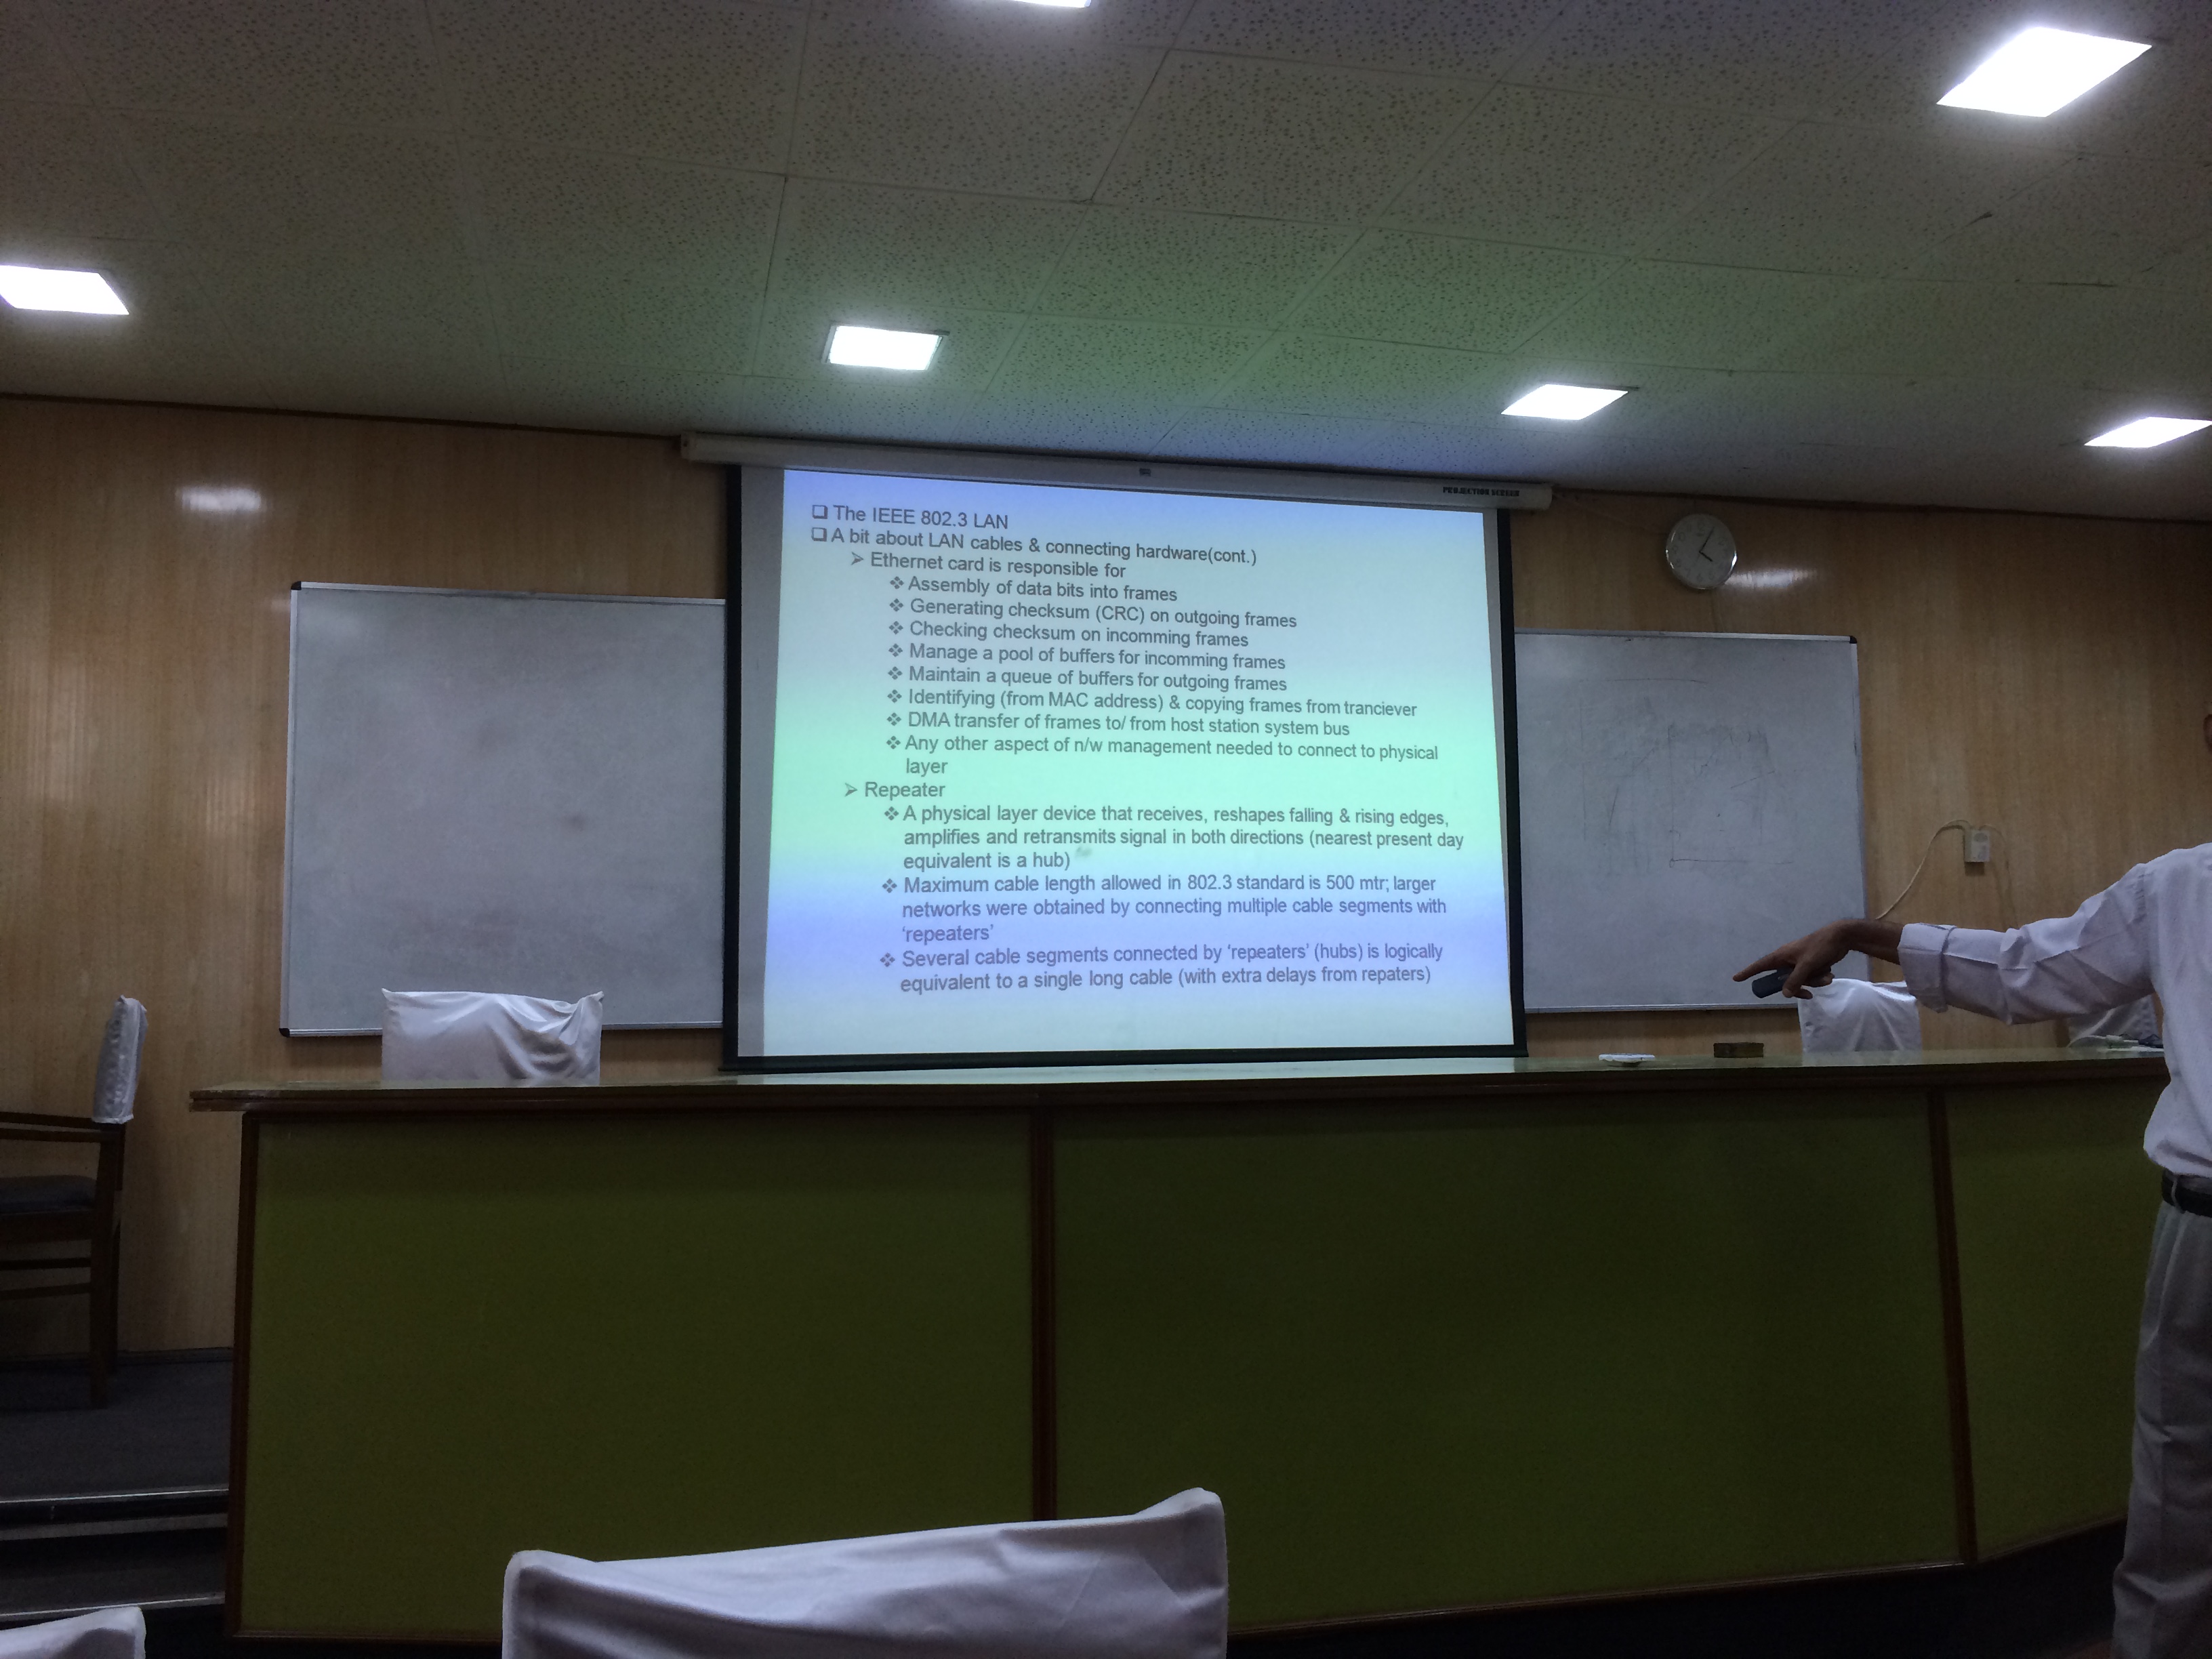 PROJECTION SCREEN
❑ The IEEE 802.3 LAN
❑ A bit about LAN cables & connecting hardware(cont.)
➢ Ethernet card is responsible for
❖ Assembly of data bits into frames
❖ Generating checksum (CRC) on outgoing frames
❖ Checking checksum on incomming frames
❖ Manage a pool of buffers for incomming frames
❖ Maintain a queue of buffers for outgoing frames
❖ Identifying (from MAC address) & copying frames from tranciever
❖ DMA transfer of frames to/ from host station system bus
❖ Any other aspect of n/w management needed to connect to physical
layer
➢ Repeater
❖ A physical layer device that receives, reshapes falling & rising edges,
amplifies and retransmits signal in both directions (nearest present day
equivalent is a hub)
❖ Maximum cable length allowed in 802.3 standard is 500 mtr; larger
networks were obtained by connecting multiple cable segments with
‘repeaters’
❖ Several cable segments connected by ‘repeaters’ (hubs) is logically
equivalent to a single long cable (with extra delays from repaters)